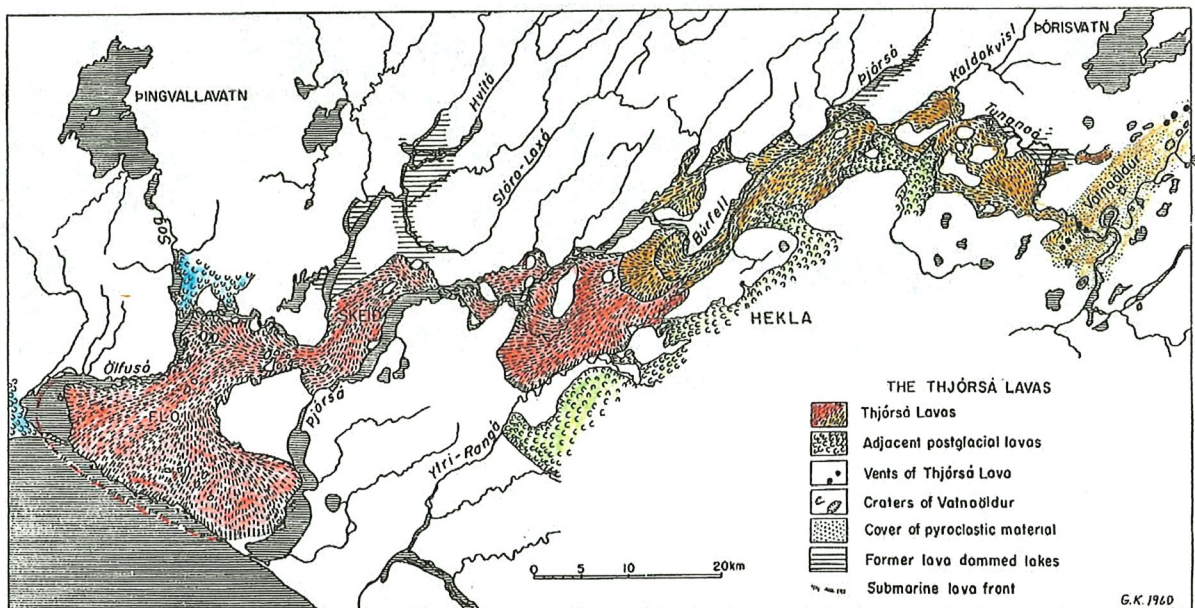 ÞINGVALLAVATN
ÞÓRISVATN
Hvítá
Stóra-Laxá
Þjórsá
Kaldakvísl
Tungnaá
Vatnaöldur
Sog
Búrfell
HEKLA
SKEID
Ölfusá
FLÓI
Þjórsá
Ytri-Rangá
THE THJÓRSÁ LAVAS
Thjórsá Lavas
Adjacent postglacial lavas
Vents of Thjórsá Lava
Craters of Vatnaöldur
Cover of pyroclastic material
Former lava dammed lakes
Submarine lava front
0 5 10 20km
G.K. 1960